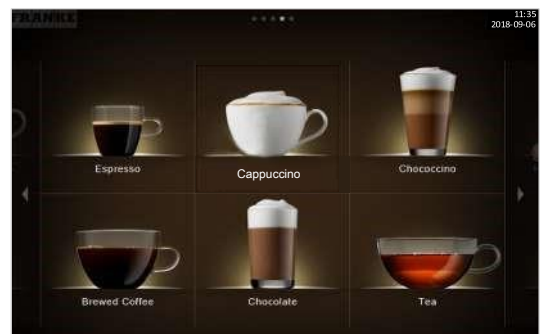 FRANKE
11:35
2018-09-06
Espresso
Cappuccino
Chococcino
Brewed Coffee
Chocolate
Tea